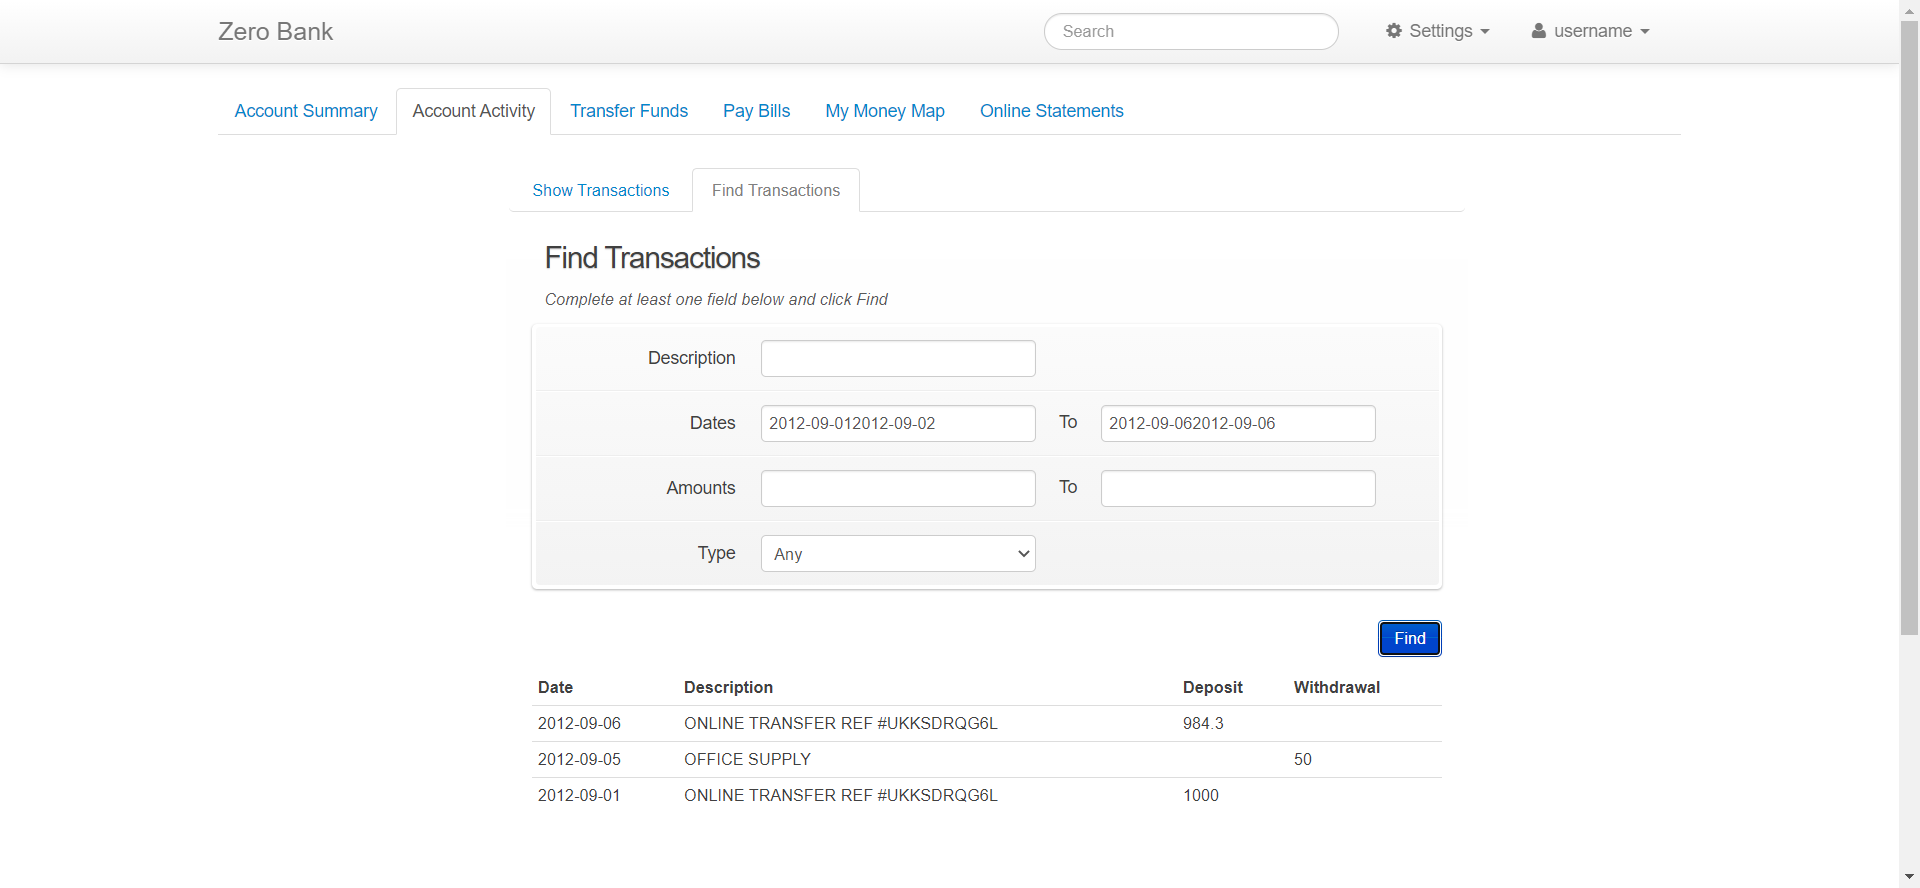 Zero Bank
Search
Settings
username
Account Summary
Account Activity
Transfer Funds
Pay Bills
My Money Map
Online Statements
Show Transactions
Find Transactions
Find Transactions
Complete at least one field below and click Find
Description
Dates 2012-09-012012-09-02 To 2012-09-062012-09-06
Amounts To
Type Any
Find
Date Description Deposit Withdrawal
2012-09-06 ONLINE TRANSFER REF #UKKSDRQG6L 984.3
2012-09-05 OFFICE SUPPLY 50
2012-09-01 ONLINE TRANSFER REF #UKKSDRQG6L 1000